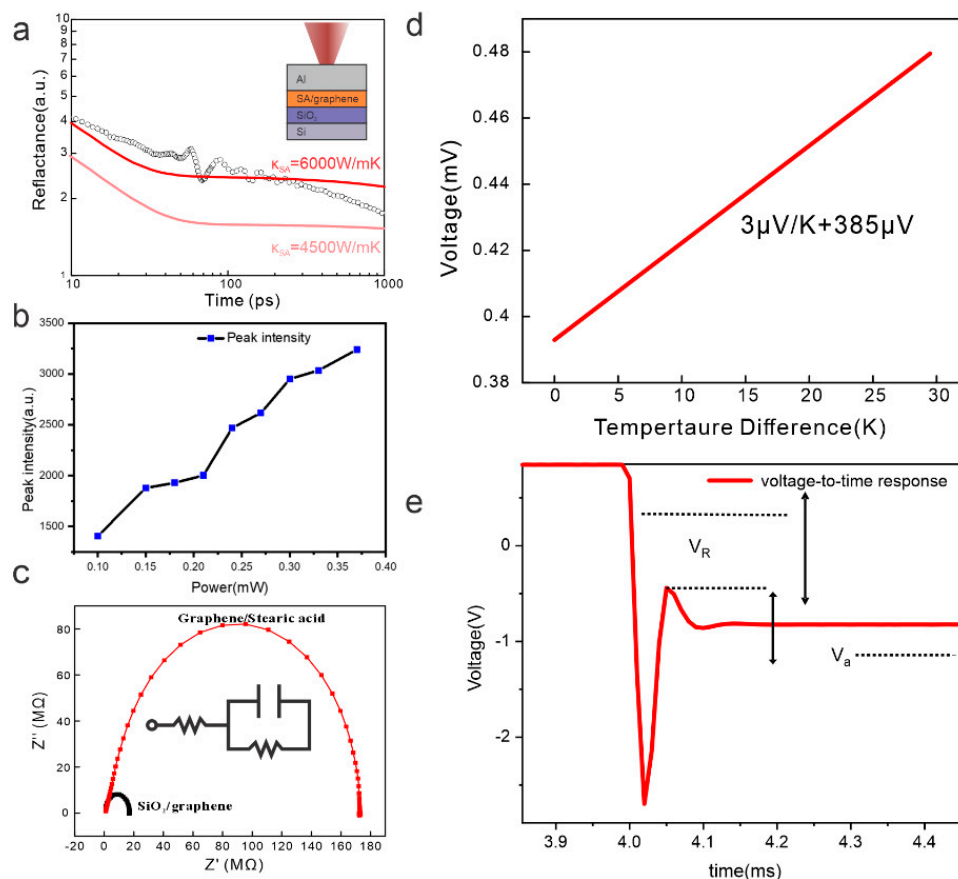 a
10
9
8
7
6
5
4
3
2
1
Reflactance(a.u.)
Al
SA/graphene
SiO2
Si
κSA=6000W/mK
κSA=4500W/mK
10
100
1000
Time (ps)
b
3500
3000
2500
2000
1500
Peak intensity(a.u.)
Peak intensity
0.10
0.15
0.20
0.25
0.30
0.35
0.40
Power(mW)
c
80
60
40
20
0
Z'' (MΩ)
Graphene/Stearic acid
SiO2/graphene
-20
0
20
40
60
80
100
120
140
160
180
Z' (MΩ)
d
0.48
0.46
0.44
0.42
0.4
0.38
Voltage(mV)
3μV/K+385μV
0
5
10
15
20
25
30
Tempertaure Difference(K)
e
0
-1
-2
Voltage(V)
voltage-to-time response
VR
Va
3.9
4.0
4.1
4.2
4.3
4.4
time(ms)